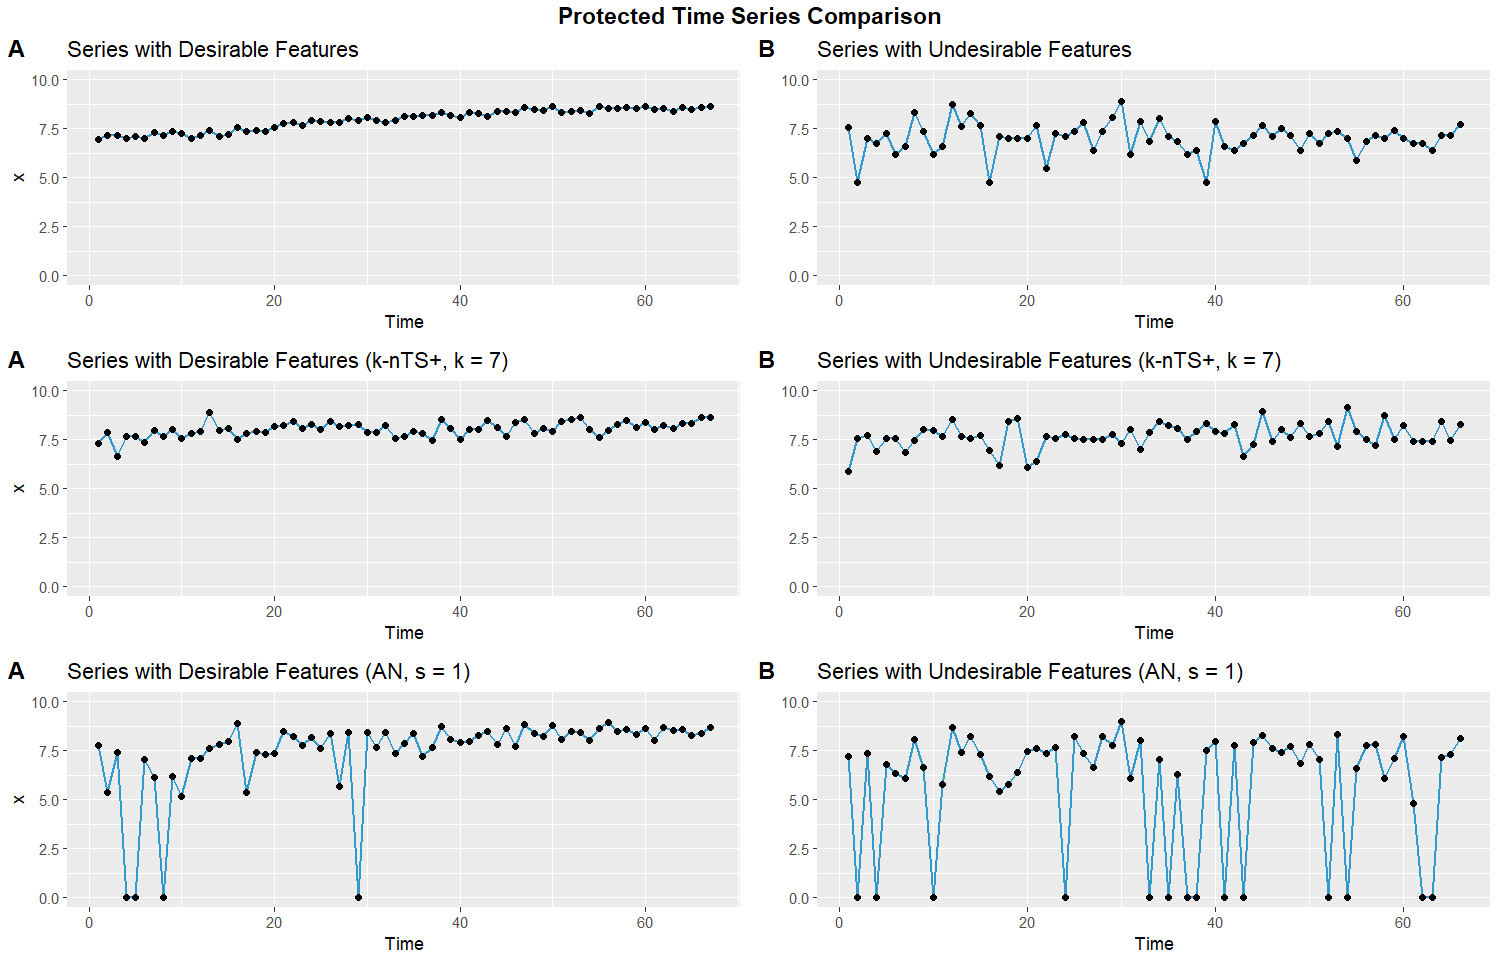 Protected Time Series Comparison
A Series with Desirable Features
10.0
7.5
5.0
2.5
0.0
x
0 20 40 60
Time
B Series with Undesirable Features
10.0
7.5
5.0
2.5
0.0
0 20 40 60
Time
A Series with Desirable Features (k-nTS+, k = 7)
10.0
7.5
5.0
2.5
0.0
x
0 20 40 60
Time
B Series with Undesirable Features (k-nTS+, k = 7)
10.0
7.5
5.0
2.5
0.0
0 20 40 60
Time
A Series with Desirable Features (AN, s = 1)
10.0
7.5
5.0
2.5
0.0
x
0 20 40 60
Time
B Series with Undesirable Features (AN, s = 1)
10.0
7.5
5.0
2.5
0.0
0 20 40 60
Time